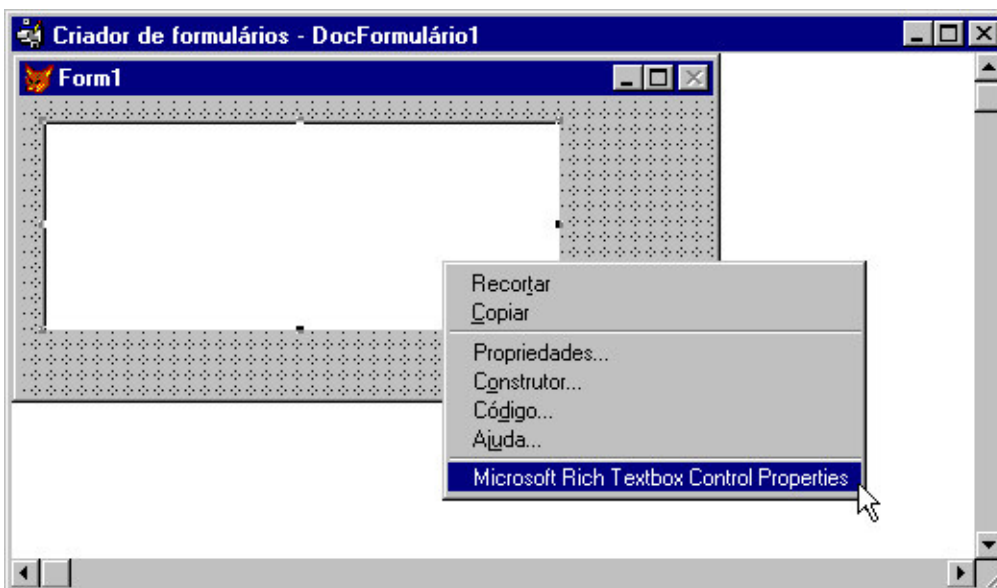 Criador de formulários - DocFormulário1
Form1
Recortar
Copiar
Propriedades...
Construtor...
Código...
Ajuda...
Microsoft Rich Textbox Control Properties